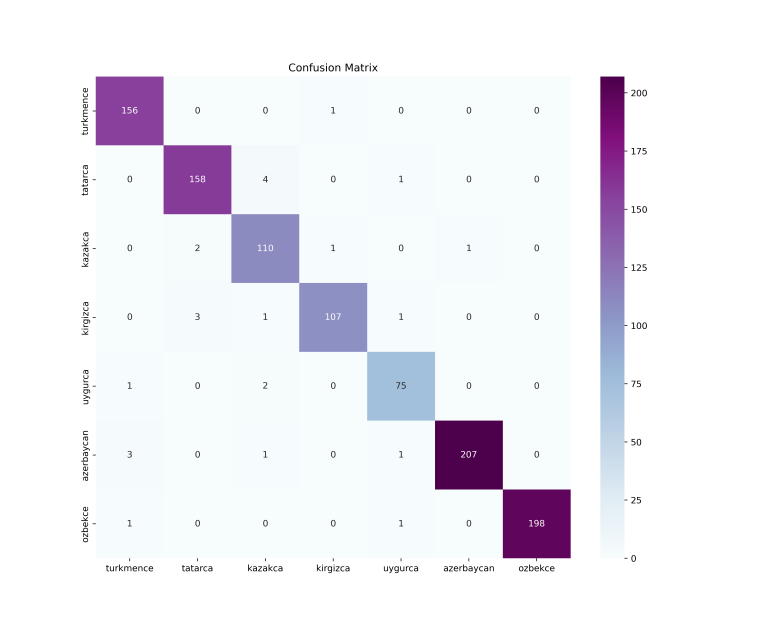 Confusion Matrix
turkmence 156 0 0 1 0 0 0
tatarca 0 158 4 0 1 0 0
kazakca 0 2 110 1 0 1 0
kirgizca 0 3 1 107 1 0 0
uygurca 1 0 2 0 75 0 0
azerbaycan 3 0 1 0 1 207 0
ozbekce 1 0 0 0 1 0 198
turkmence tatarca kazakca kirgizca uygurca azerbaycan ozbekce
200
175
150
125
100
75
50
25
0